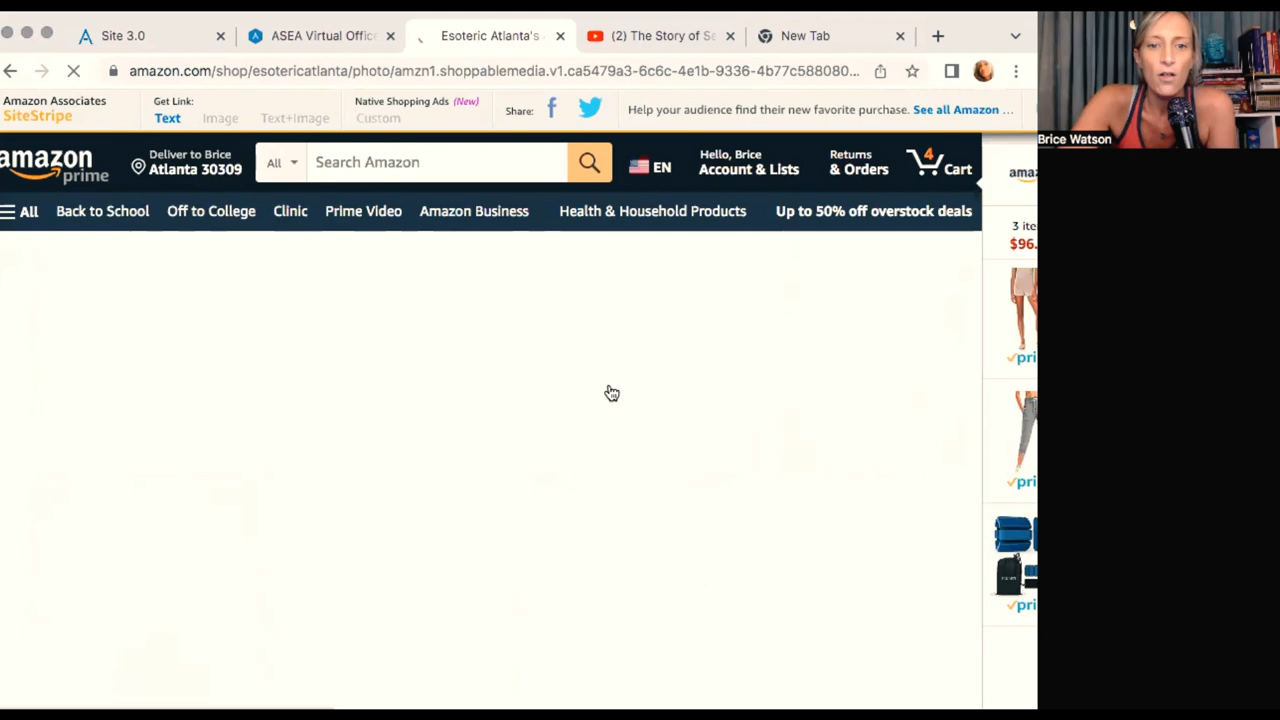 Site 3.0
ASEA Virtual Offic
Esoteric Atlanta's
(2) The Story of Se
New Tab
amazon.com/shop/esotericatlanta/photo/amzn1.shoppablemedia.v1.ca5479a3-6c6c-4e1b-9336-4b77c588080...
Amazon Associates
SiteStripe
Get Link:
Text
Image
Text+Image
Native Shopping Ads (New)
Custom
Share:
Help your audience find their new favorite purchase. See all Amazon ...
Brice Watson
amazon
prime
Deliver to Brice
Atlanta 30309
All
Search Amazon
EN
Hello, Brice
Account & Lists
Returns
& Orders
4
Cart
amaz
All
Back to School
Off to College
Clinic
Prime Video
Amazon Business
Health & Household Products
Up to 50% off overstock deals
3 ite
$96.
pri
pri
pri